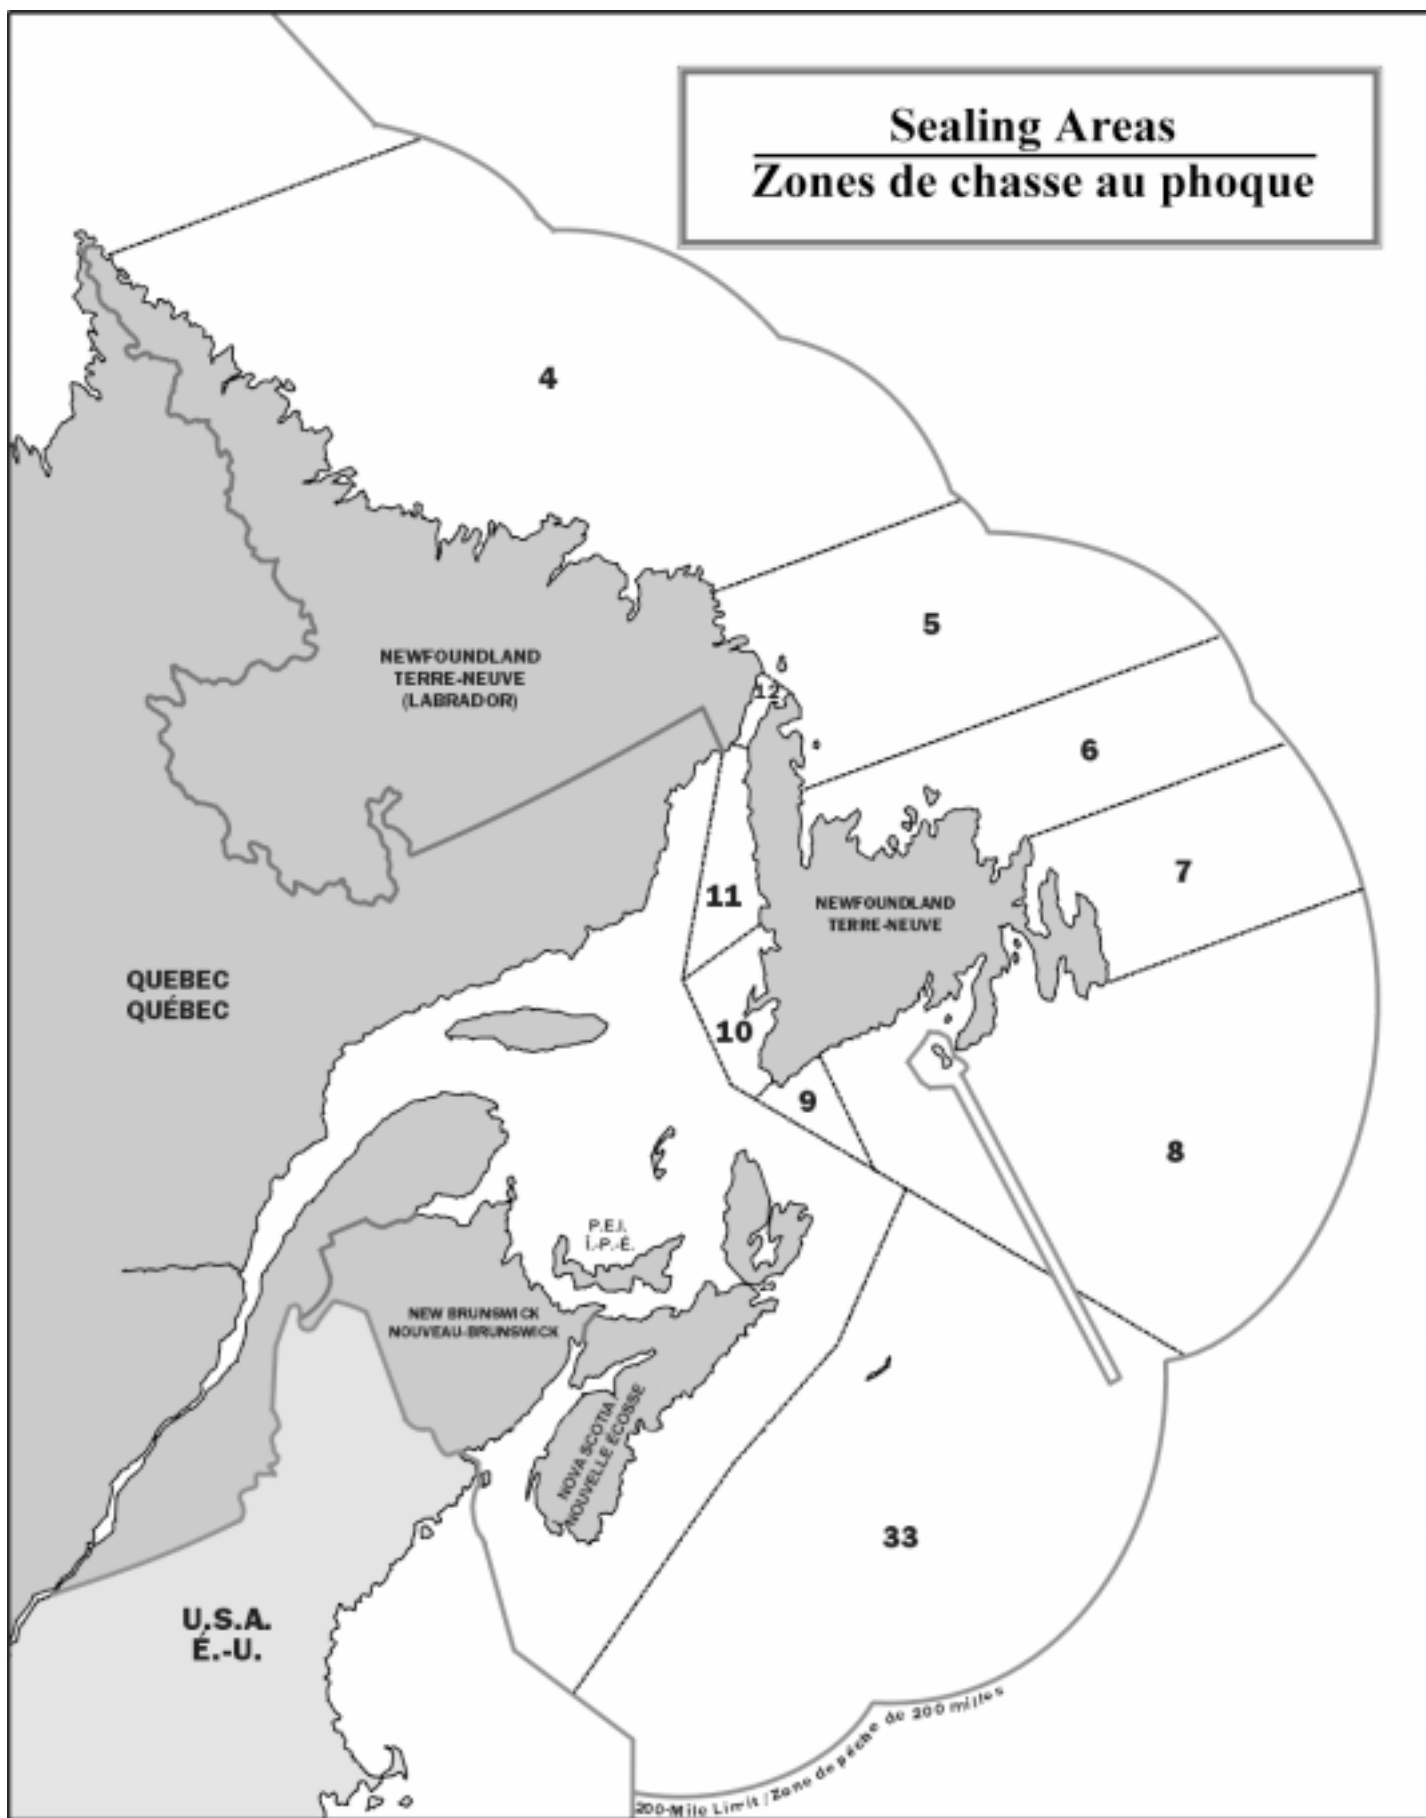 Sealing Areas
Zones de chasse au phoque
4
5
NEWFOUNDLAND
TERRE-NEUVE
(LABRADOR)
12
6
7
11
NEWFOUNDLAND
TERRE-NEUVE
QUEBEC
QUÉBEC
10
9
8
P.E.I.
Î.-P.-É.
NEW BRUNSWICK
NOUVEAU-BRUNSWICK
NOVA SCOTIA
NOUVELLE ÉCOSSE
33
U.S.A.
É.-U.
200-Mile Limit / Zone de pêche de 200 milles